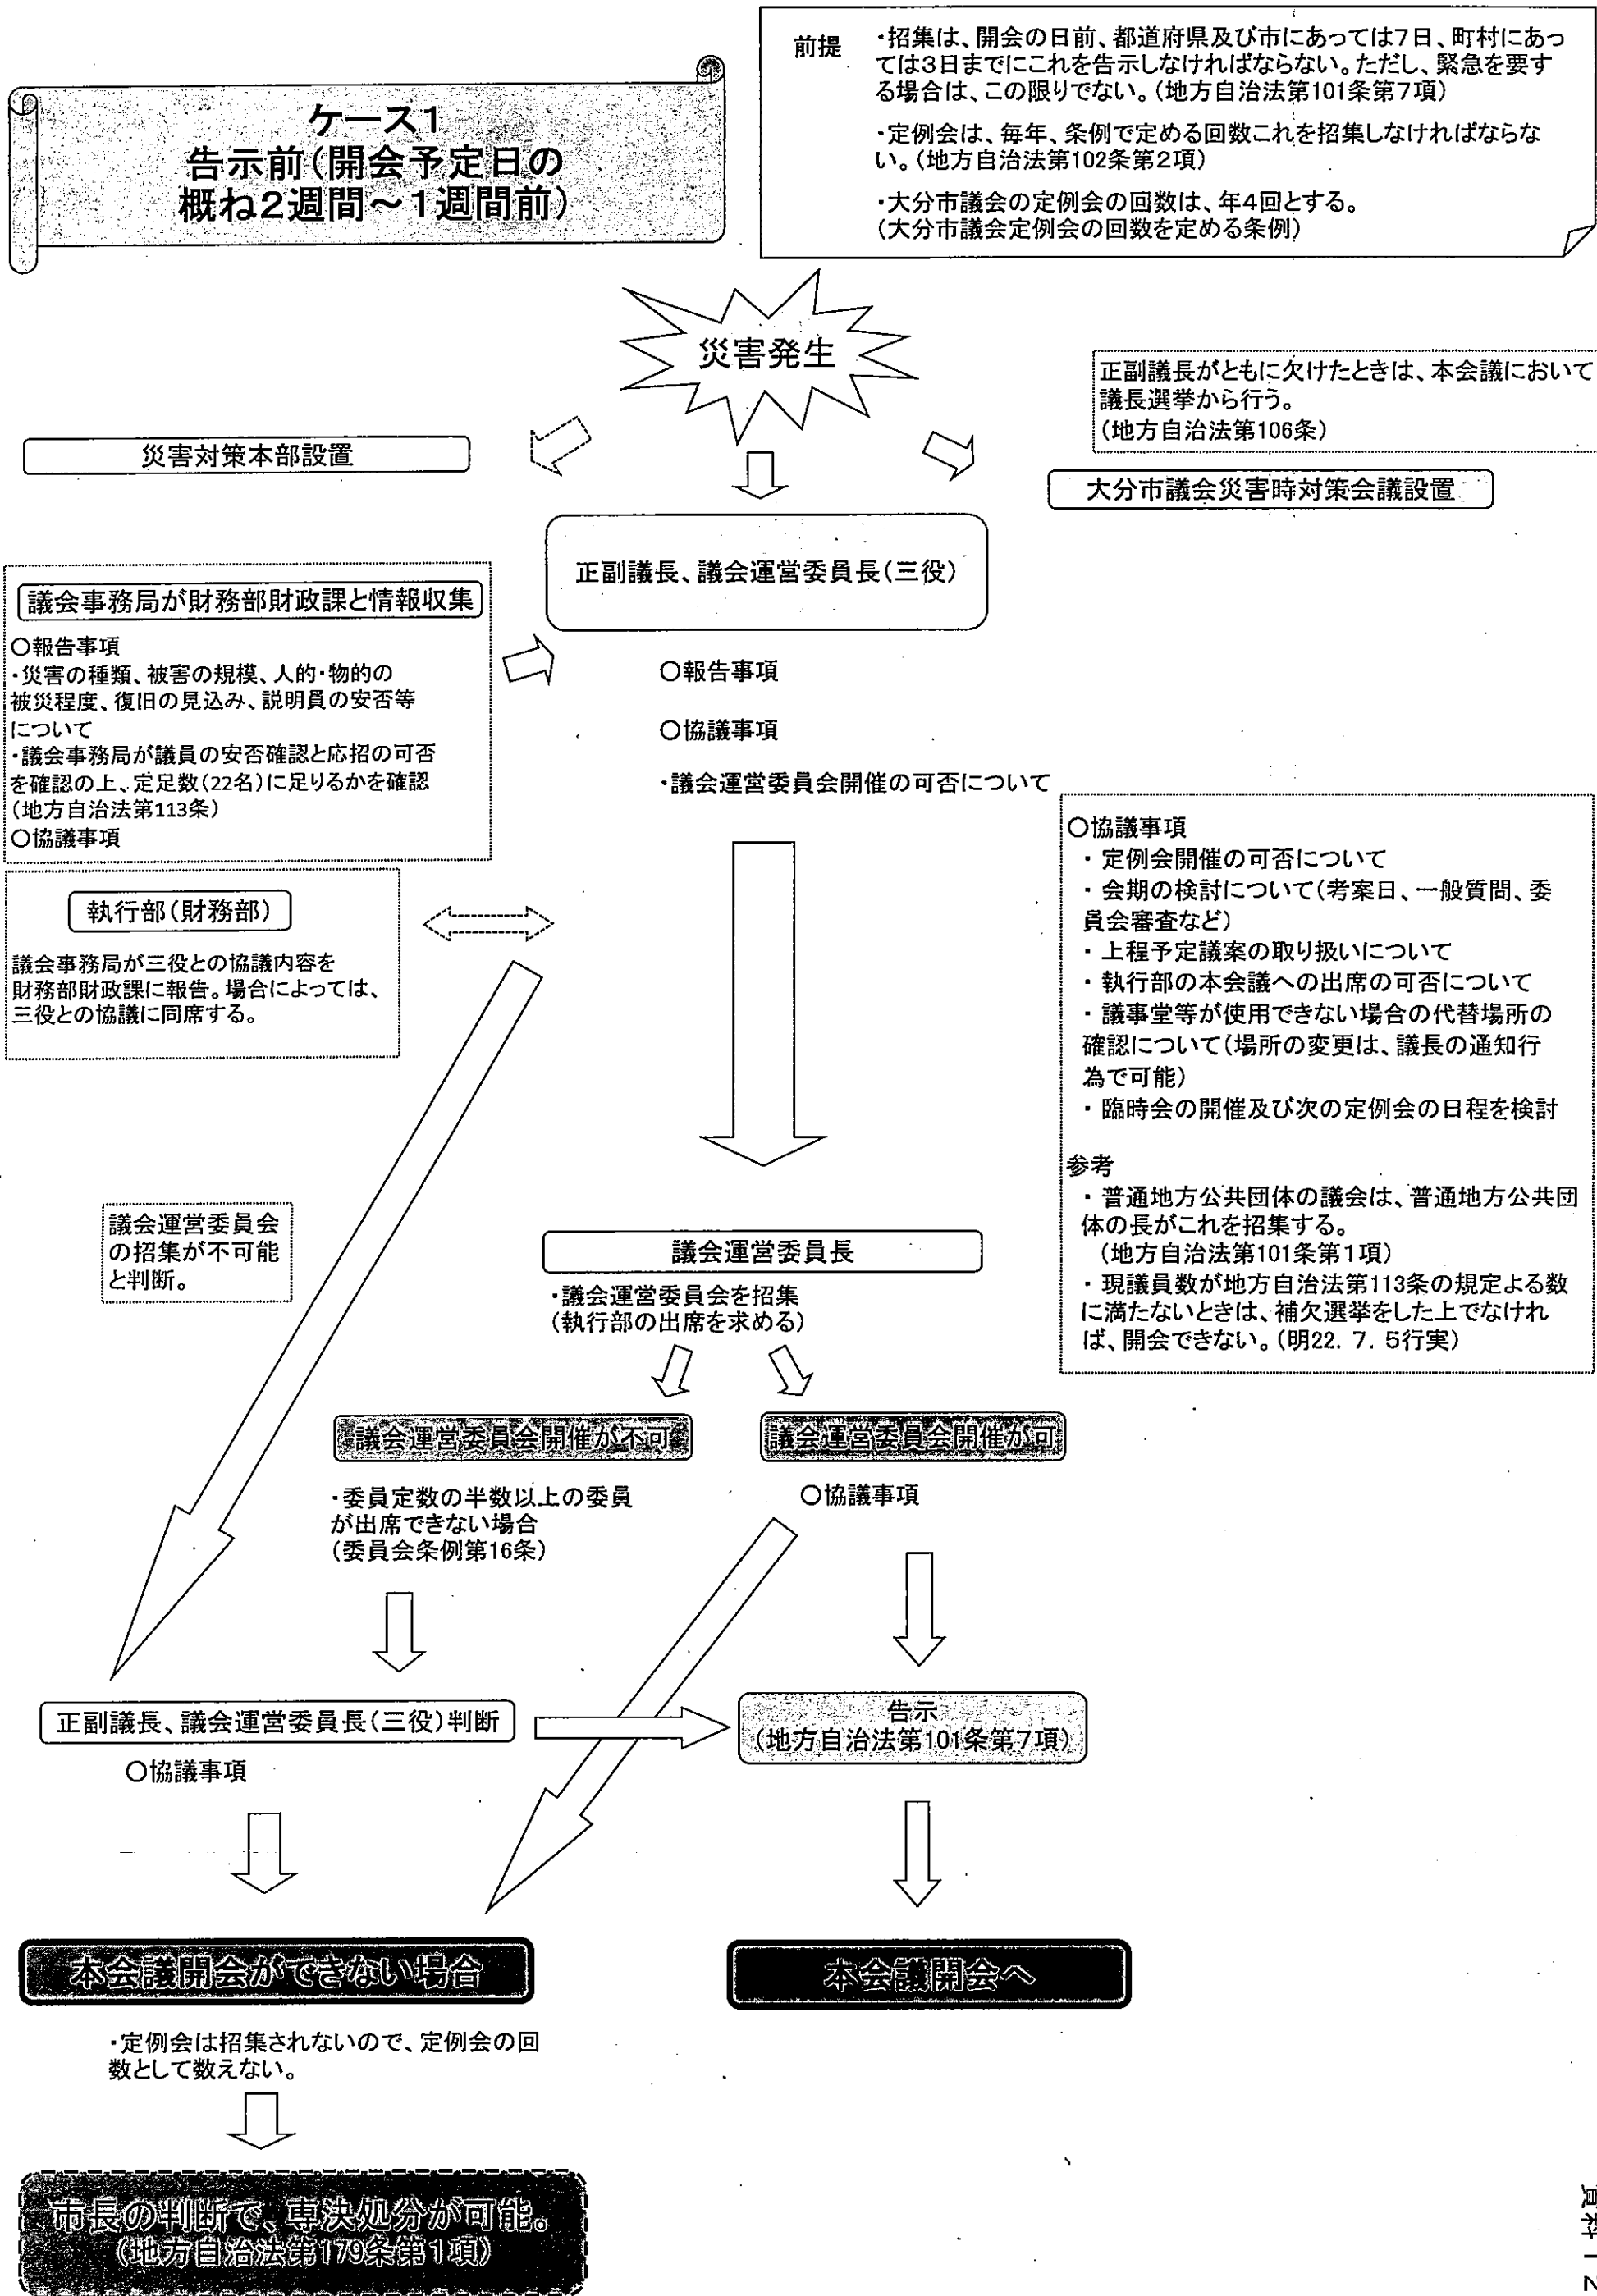 ケース1
告示前(開会予定日の
概ね2週間～1週間前)
前提
・招集は、開会の日前、都道府県及び市にあっては7日、町村にあっ
ては3日までにこれを告示しなければならない。ただし、緊急を要す
る場合は、この限りでない。(地方自治法第101条第7項)
・定例会は、毎年、条例で定める回数これを招集しなければならな
い。(地方自治法第102条第2項)
・大分市議会の定例会の回数は、年4回とする。
(大分市議会定例会の回数を定める条例)
災害発生
正副議長がともに欠けたときは、本会議において
議長選挙から行う。
(地方自治法第106条)
災害対策本部設置
大分市議会災害時対策会議設置
正副議長、議会運営委員長(三役)
議会事務局が財務部財政課と情報収集
○報告事項
・災害の種類、被害の規模、人的・物的の
被災程度、復旧の見込み、説明員の安否等
について
・議会事務局が議員の安否確認と応招の可否
を確認の上、定足数(22名)に足りるかを確認
(地方自治法第113条)
○協議事項
○報告事項
○協議事項
・議会運営委員会開催の可否について
執行部(財務部)
議会事務局が三役との協議内容を
財務部財政課に報告。場合によっては、
三役との協議に同席する。
○協議事項
・定例会開催の可否について
・会期の検討について(考案日、一般質問、委
員会審査など)
・上程予定議案の取り扱いについて
・執行部の本会議への出席の可否について
・議事堂等が使用できない場合の代替場所の
確認について(場所の変更は、議長の通知行
為で可能)
・臨時会の開催及び次の定例会の日程を検討
参考
・普通地方公共団体の議会は、普通地方公共団
体の長がこれを招集する。
(地方自治法第101条第1項)
・現議員数が地方自治法第113条の規定よる数
に満たないときは、補欠選挙をした上でなけれ
ば、開会できない。(明22.7.5行実)
議会運営委員会
の招集が不可能
と判断。
議会運営委員長
・議会運営委員会を招集
(執行部の出席を求める)
議会運営委員会開催が不可
議会運営委員会開催が可
・委員定数の半数以上の委員
が出席できない場合
(委員会条例第16条)
○協議事項
正副議長、議会運営委員長(三役)判断
○協議事項
告示
(地方自治法第101条第7項)
本会議開会ができない場合
本会議開会へ
・定例会は招集されないので、定例会の回
数として数えない。
市長の判断で、専決処分が可能。
(地方自治法第179条第1項)
資料12